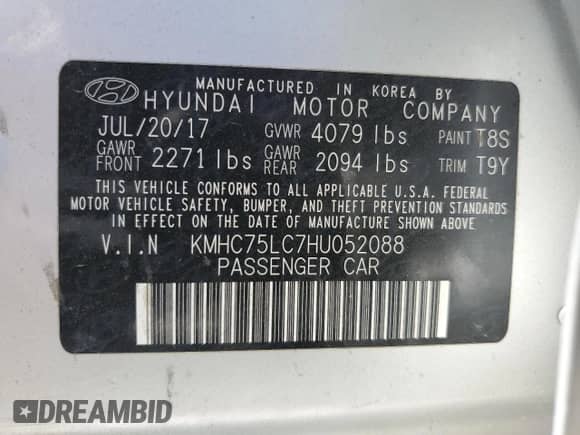 MANUFACTURED IN KOREA BY
HYUNDAI MOTOR COMPANY
JUL/20/17 GVWR 4079 lbs PAINT T8S
GAWR FRONT 2271 lbs GAWR REAR 2094 lbs TRIM T9Y
THIS VEHICLE CONFORMS TO ALL APPLICABLE U.S.A. FEDERAL
MOTOR VEHICLE SAFETY, BUMPER, AND THEFT PREVENTION STANDARDS
IN EFFECT ON THE DATE OF MANUFACTURE SHOWN ABOVE
V.I.N KMHC75LC7HU052088
PASSENGER CAR
DREAMBID